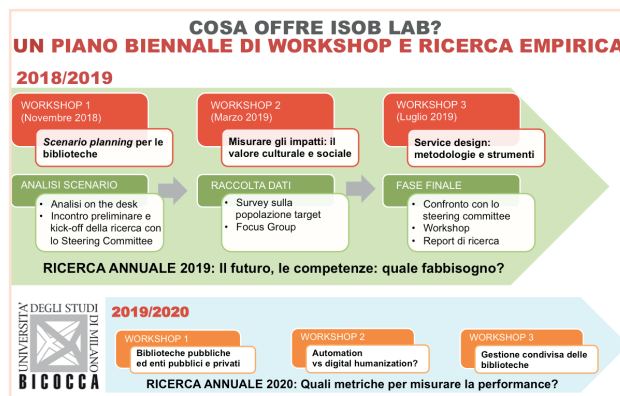 COSA OFFRE ISOB LAB?
UN PIANO BIENNALE DI WORKSHOP E RICERCA EMPIRICA
2018/2019
WORKSHOP 1
(Novembre 2018)
Scenario planning per le
biblioteche
WORKSHOP 2
(Marzo 2019)
Misurare gli impatti: il
valore culturale e sociale
WORKSHOP 3
(Luglio 2019)
Service design:
metodologie e strumenti
ANALISI SCENARIO
• Analisi on the desk
• Incontro preliminare e
kick-off della ricerca con
lo Steering Committee
RACCOLTA DATI
• Survey sulla
popolazione target
• Focus Group
FASE FINALE
• Confronto con lo
steering committee
• Workshop
• Report di ricerca
RICERCA ANNUALE 2019: Il futuro, le competenze: quale fabbisogno?
UNIVERSITA'
DEGLI STUDI
DI MILANO
BICOCCA
2019/2020
WORKSHOP 1
Biblioteche pubbliche
ed enti pubblici e privati
WORKSHOP 2
Automation
vs digital humanization?
WORKSHOP 3
Gestione condivisa delle
biblioteche
RICERCA ANNUALE 2020: Quali metriche per misurare la performance?